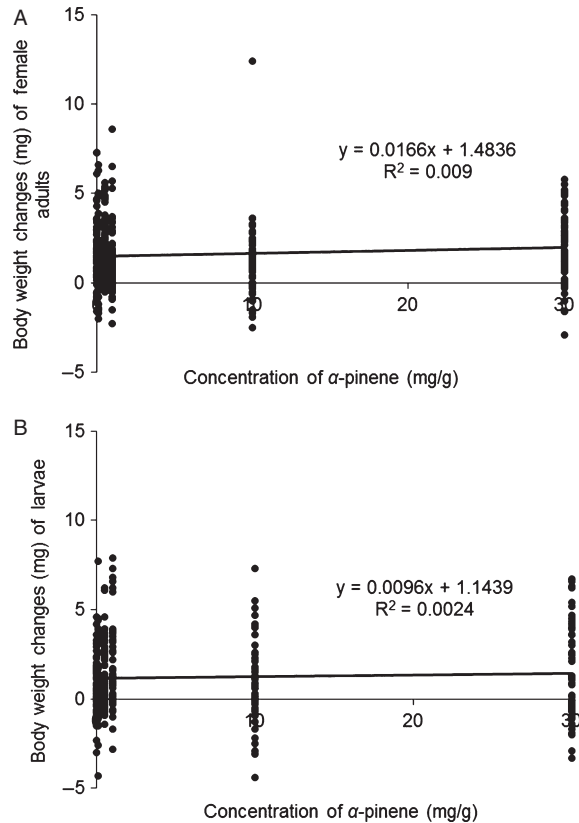 A
15
10
5
0
–5
10
20
30
Body weight changes (mg) of female
adults
y = 0.0166x + 1.4836
R² = 0.009
Concentration of α-pinene (mg/g)
B
15
10
5
0
–5
10
20
30
Body weight changes (mg) of larvae
y = 0.0096x + 1.1439
R² = 0.0024
Concentration of α-pinene (mg/g)